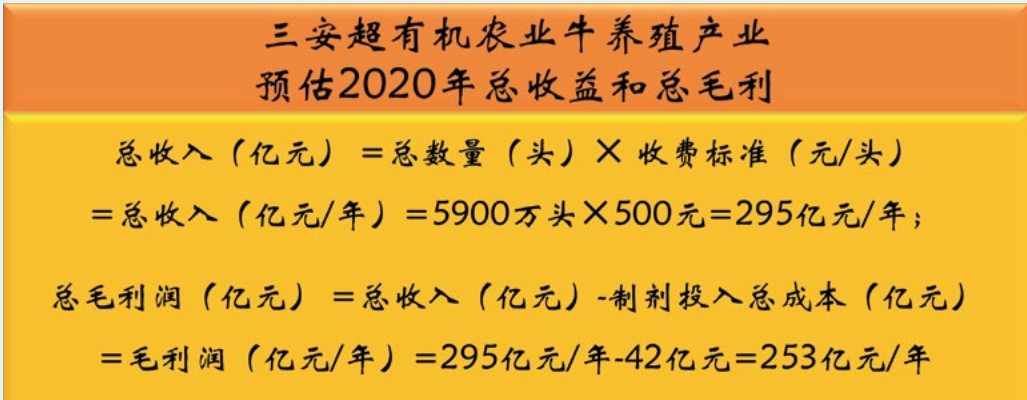 三安超有机农业牛养殖产业
预估2020年总收益和总毛利
总收入（亿元）=总数量（头）× 收费标准（元/头）
=总收入（亿元/年）=5900万头×500元=295亿元/年；
总毛利润（亿元）=总收入（亿元）-制剂投入总成本（亿元）
=毛利润（亿元/年）=295亿元/年-42亿元=253亿元/年